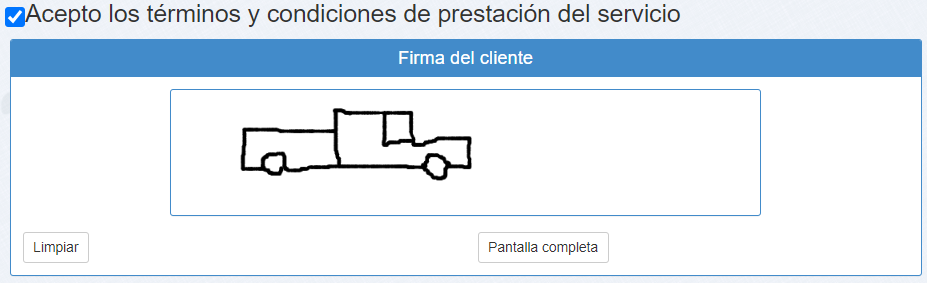 Acepto los términos y condiciones de prestación del servicio
Firma del cliente
Limpiar
Pantalla completa